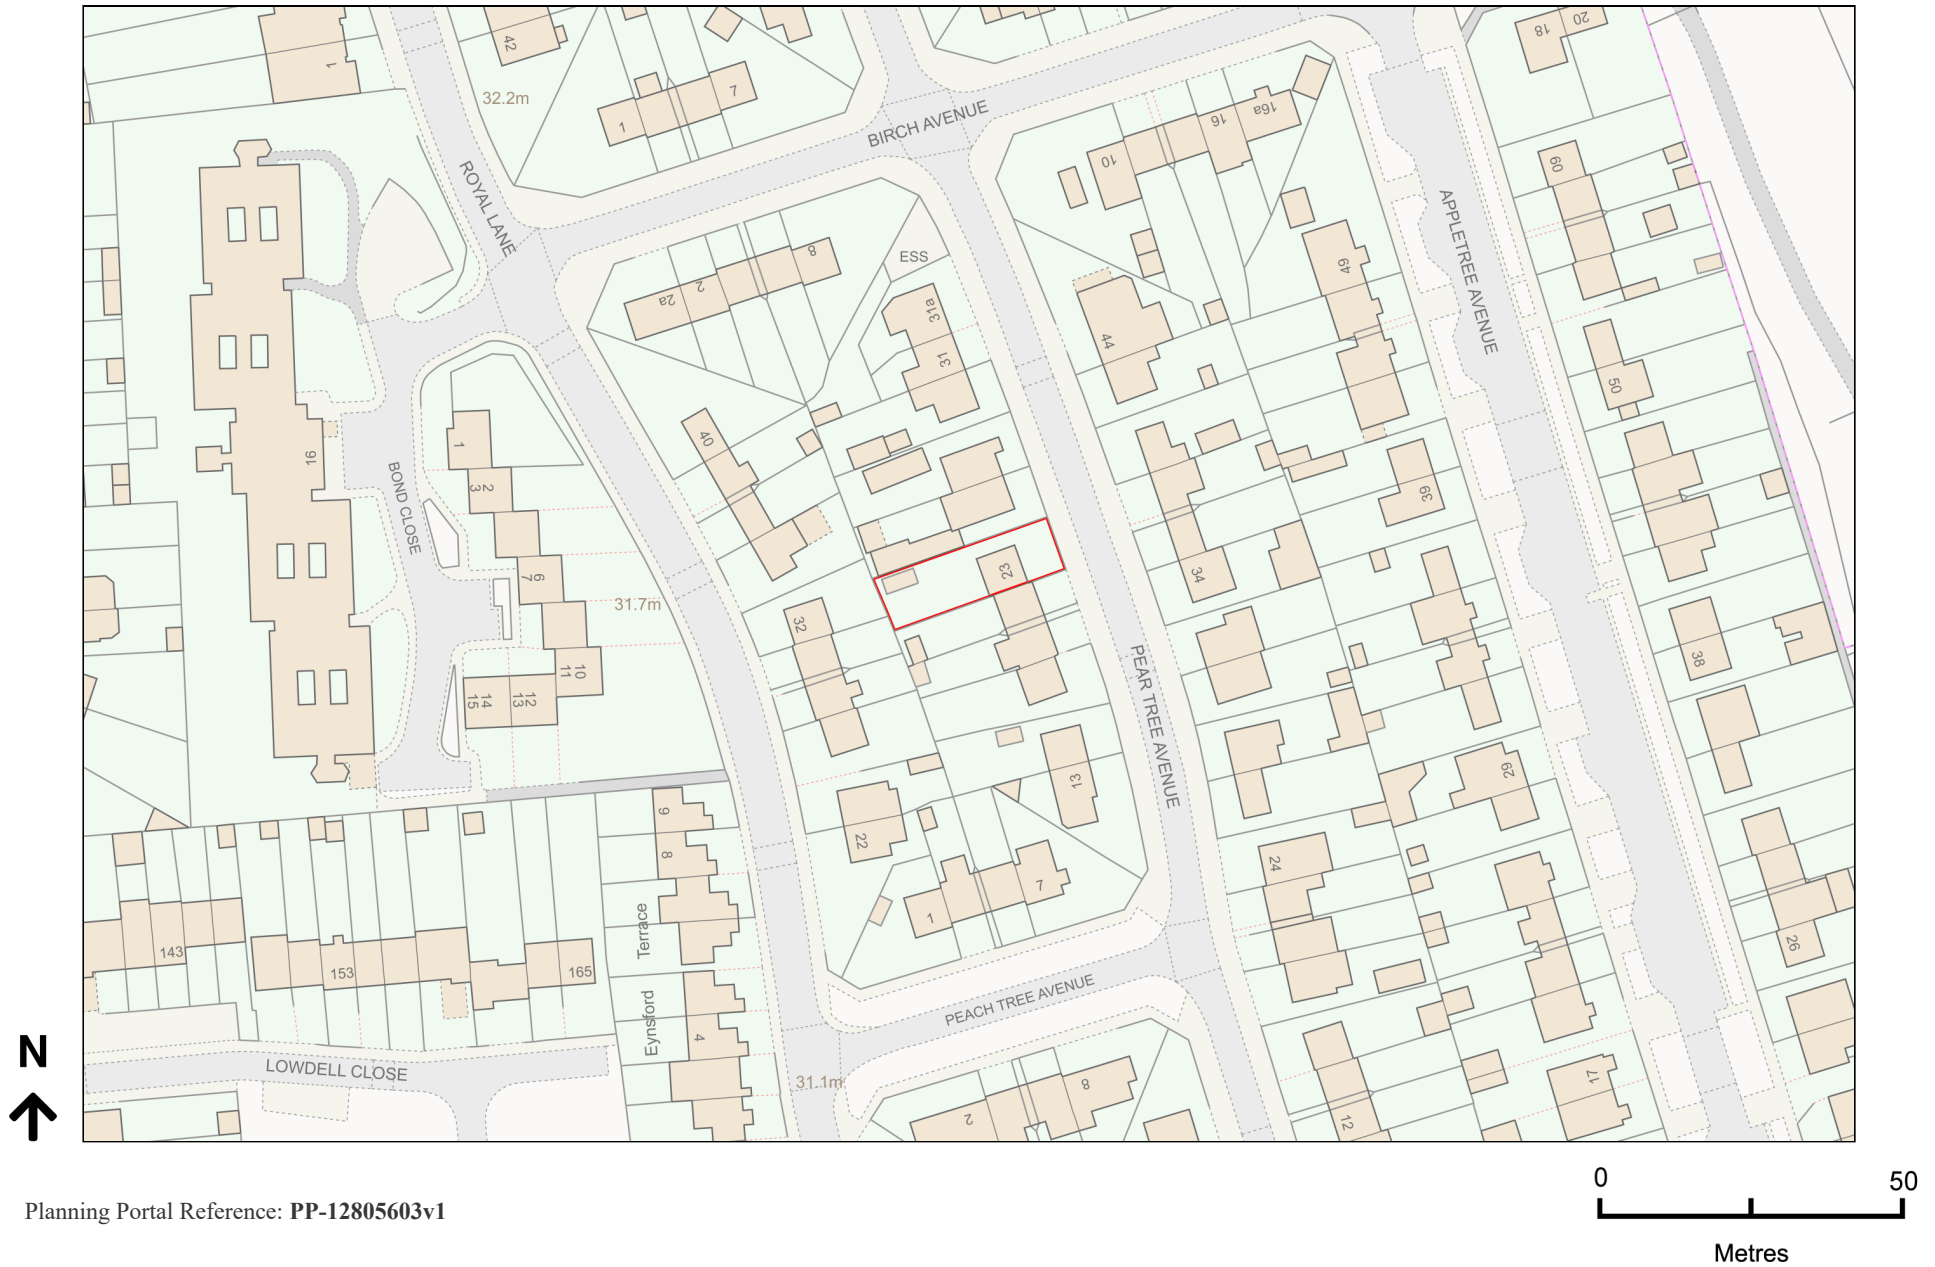 42
1
7
32.2m
1
BIRCH AVENUE
ROYAL LANE
10
16
16a
18
20
60
APPLETREE AVENUE
8
2
2a
ESS
49
31a
31
44
50
40
1
16
3 2
BOND CLOSE
39
23
34
7 6
31.7m
32
38
11 10
15 14
13 12
PEAR TREE AVENUE
13
29
9
22
8
24
7
1
Terrace
143
153
165
26
PEACH TREE AVENUE
Eynsford
4
N
LOWDELL CLOSE
31.1m
8
2
17
12
0 50
Metres
Planning Portal Reference: PP-12805603v1